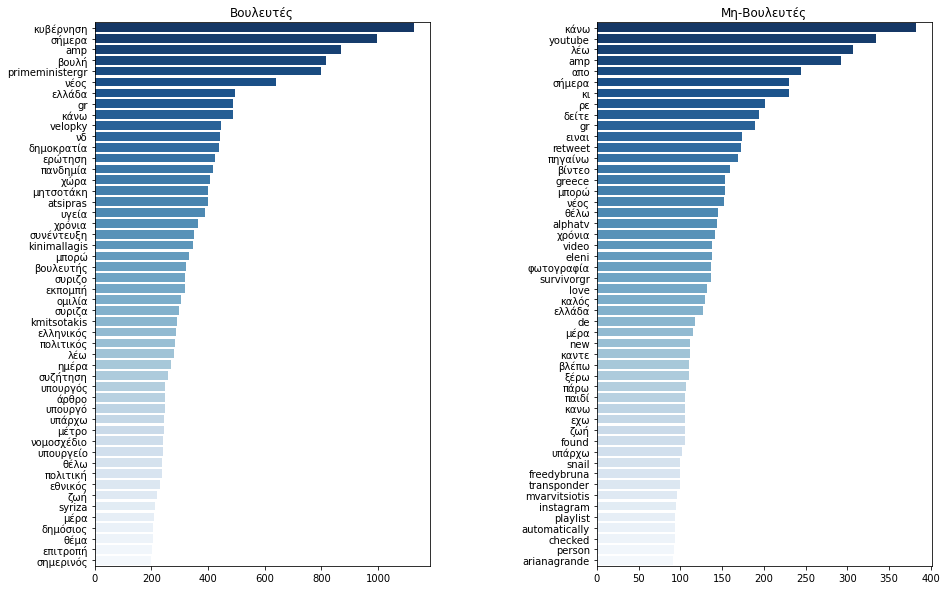 Βουλευτές
κυβέρνηση
σήμερα
amp
βουλή
primeministergr
νέος
ελλάδα
gr
κάνω
velopky
νδ
δημοκρατία
ερώτηση
πανδημία
χώρα
μητσοτάκη
atsipras
υγεία
χρόνια
συνέντευξη
kinimallagis
μπορώ
βουλευτής
συριζο
εκπομπή
ομιλία
σύριζα
kmitsotakis
ελληνικός
πολιτικός
λέω
ημέρα
συζήτηση
υπουργός
άρθρο
υπουργό
υπάρχω
μέτρο
νομοσχέδιο
υπουργείο
θέλω
πολιτική
εθνικός
ζωή
syriza
μέρα
δημόσιος
θέμα
επιτροπή
σημερινός
0 200 400 600 800 1000
Μη-Βουλευτές
κάνω
youtube
λέω
amp
απο
σήμερα
κι
ρε
δείτε
gr
ειναι
retweet
πηγαίνω
βίντεο
greece
μπορώ
νέος
θέλω
alphatv
χρόνια
video
eleni
φωτογραφία
survivorgr
love
καλός
ελλάδα
de
μέρα
new
καντε
βλέπω
ξέρω
πάρω
παιδί
κανω
εχω
ζωή
found
υπάρχω
snail
freedybruna
transponder
mvarvitsiotis
instagram
playlist
automatically
checked
person
arianagrande
0 50 100 150 200 250 300 350 400